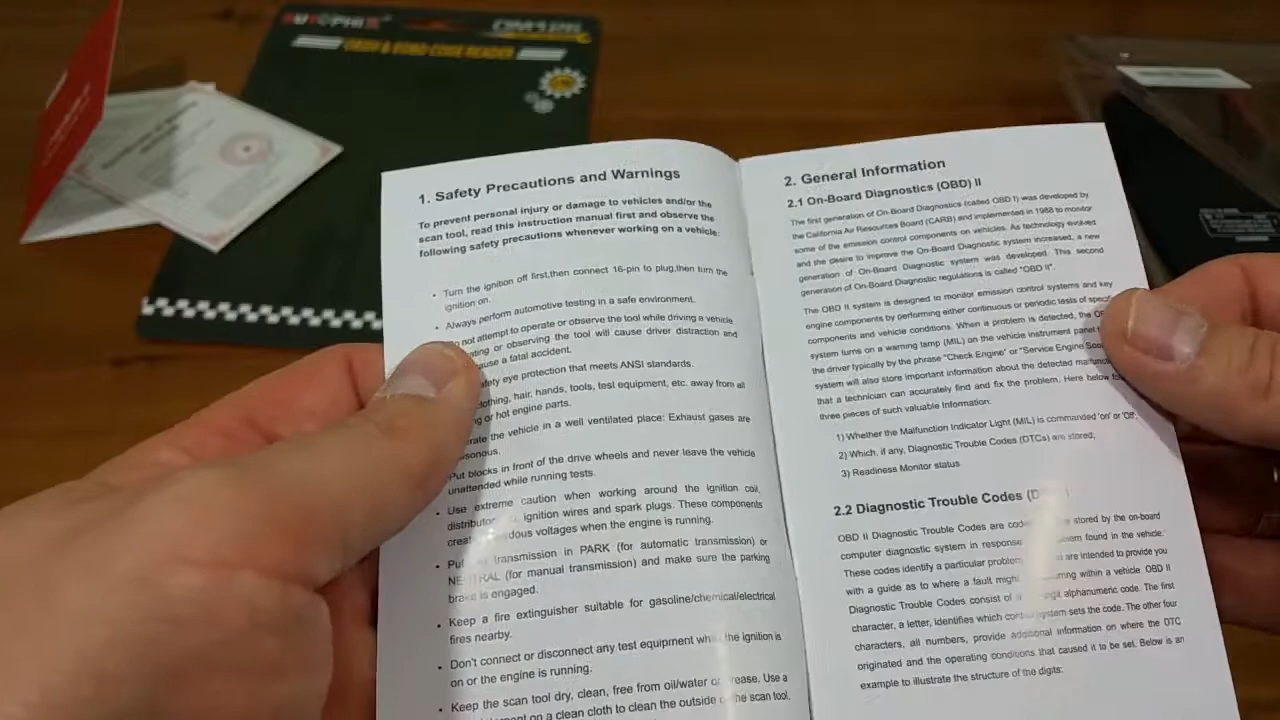 AUTOPHIX
CAN & EOBD CODE READER
1. Safety Precautions and Warnings
To prevent personal injury or damage to vehicles and/or the
scan tool, read this instruction manual first and observe the
following safety precautions whenever working on a vehicle:
• Turn the ignition off first,then connect 16-pin to plug,then turn the
ignition on.
• Always perform automotive testing in a safe environment.
not attempt to operate or observe the tool while driving a vehicle
or observing the tool will cause driver distraction and
a fatal accident.
eye protection that meets ANSI standards.
clothing, hair, hands, tools, test equipment, etc. away from all
or hot engine parts.
the vehicle in a well ventilated place: Exhaust gases are
Put blocks in front of the drive wheels and never leave the vehicle
unattended while running tests.
• Use extreme caution when working around the ignition coil,
ignition wires and spark plugs. These components
voltages when the engine is running.
• transmission in PARK (for automatic transmission) or
(for manual transmission) and make sure the parking
is engaged.
• Keep a fire extinguisher suitable for gasoline/chemical/electrical
fires nearby.
• Don't connect or disconnect any test equipment the ignition is
on or the engine is running.
• Keep the scan tool dry, clean, free from oil/water Use a
on a clean cloth to clean the outside the scan tool,
2. General Information
2.1 On-Board Diagnostics (OBD) II
The first generation of On-Board Diagnostics (called OBD I) was developed by
the California Air Resources Board (CARB) and implemented in 1988 to monitor
some of the emission control components on vehicles. As technology evolved
and the desire to improve the On-Board Diagnostic system increased, a new
generation of On-Board Diagnostic system was developed. This second
generation of On-Board Diagnostic regulations is called "OBD II".
The OBD II system is designed to monitor emission control systems and key
engine components by performing either continuous or periodic tests of
components and vehicle conditions. When a problem is detected, the
system turns on a warning lamp (MIL) on the vehicle instrument panel
the driver typically by the phrase "Check Engine" or "Service Engine
system will also store important information about the detected
that a technician can accurately find and fix the problem. Here below
three pieces of such valuable Information:
1) Whether the Malfunction Indicator Light (MIL) is commanded 'on' or 'Off';
2) Which, if any, Diagnostic Trouble Codes (DTCs) are stored;
3) Readiness Monitor status
2.2 Diagnostic Trouble Codes
OBD II Diagnostic Trouble Codes are stored by the on-board
computer diagnostic system in response found in the vehicle.
These codes identify a particular are intended to provide you
with a guide as to where a fault might within a vehicle. OBD II
Diagnostic Trouble Codes consist of alphanumeric code. The first
character, a letter, identifies which system sets the code. The other four
characters, all numbers, provide additional information on where the DTC
originated and the operating conditions that caused it to be set. Below is an
example to illustrate the structure of the digits: